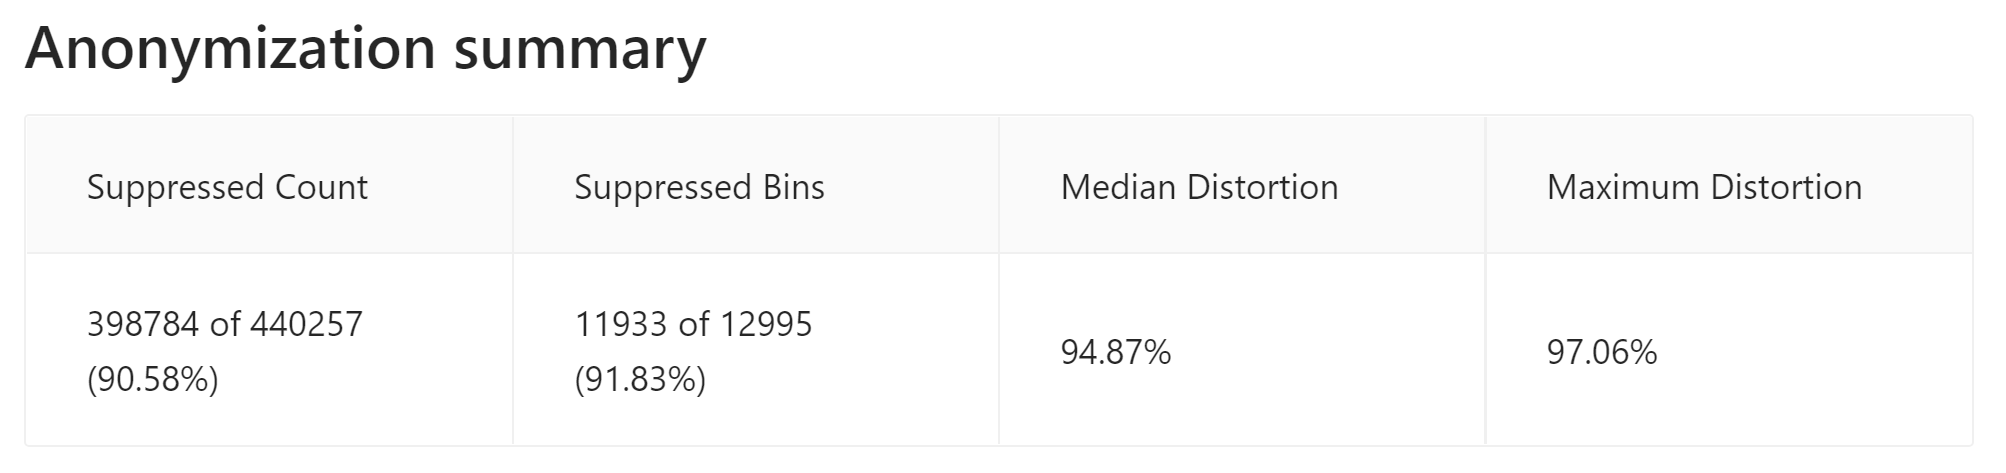 Anonymization summary
Suppressed Count
Suppressed Bins
Median Distortion
Maximum Distortion
398784 of 440257
(90.58%)
11933 of 12995
(91.83%)
94.87%
97.06%